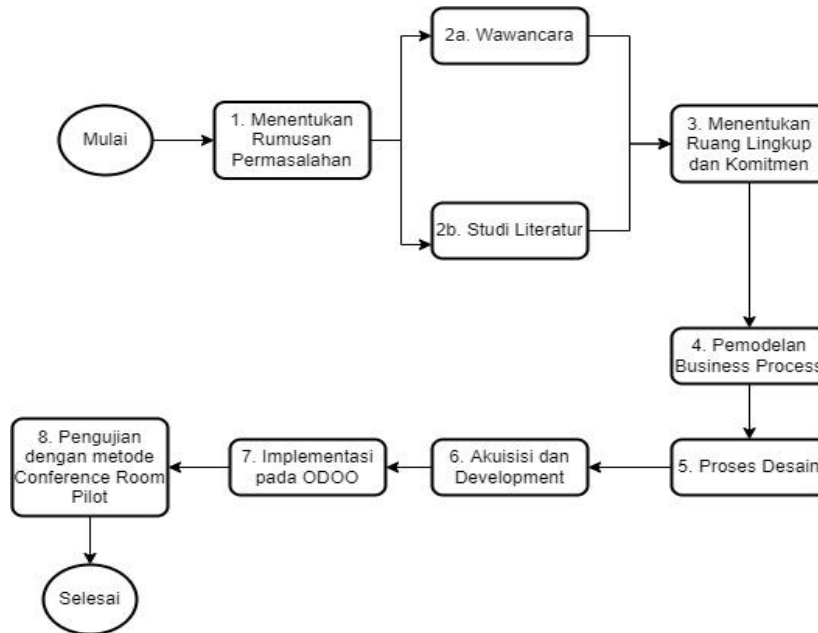 Mulai
1. Menentukan
Rumusan
Permasalahan
2a. Wawancara
2b. Studi Literatur
3. Menentukan
Ruang Lingkup
dan Komitmen
4. Pemodelan
Business Process
5. Proses Desain
6. Akuisisi dan
Development
7. Implementasi
pada ODOO
8. Pengujian
dengan metode
Conference Room
Pilot
Selesai